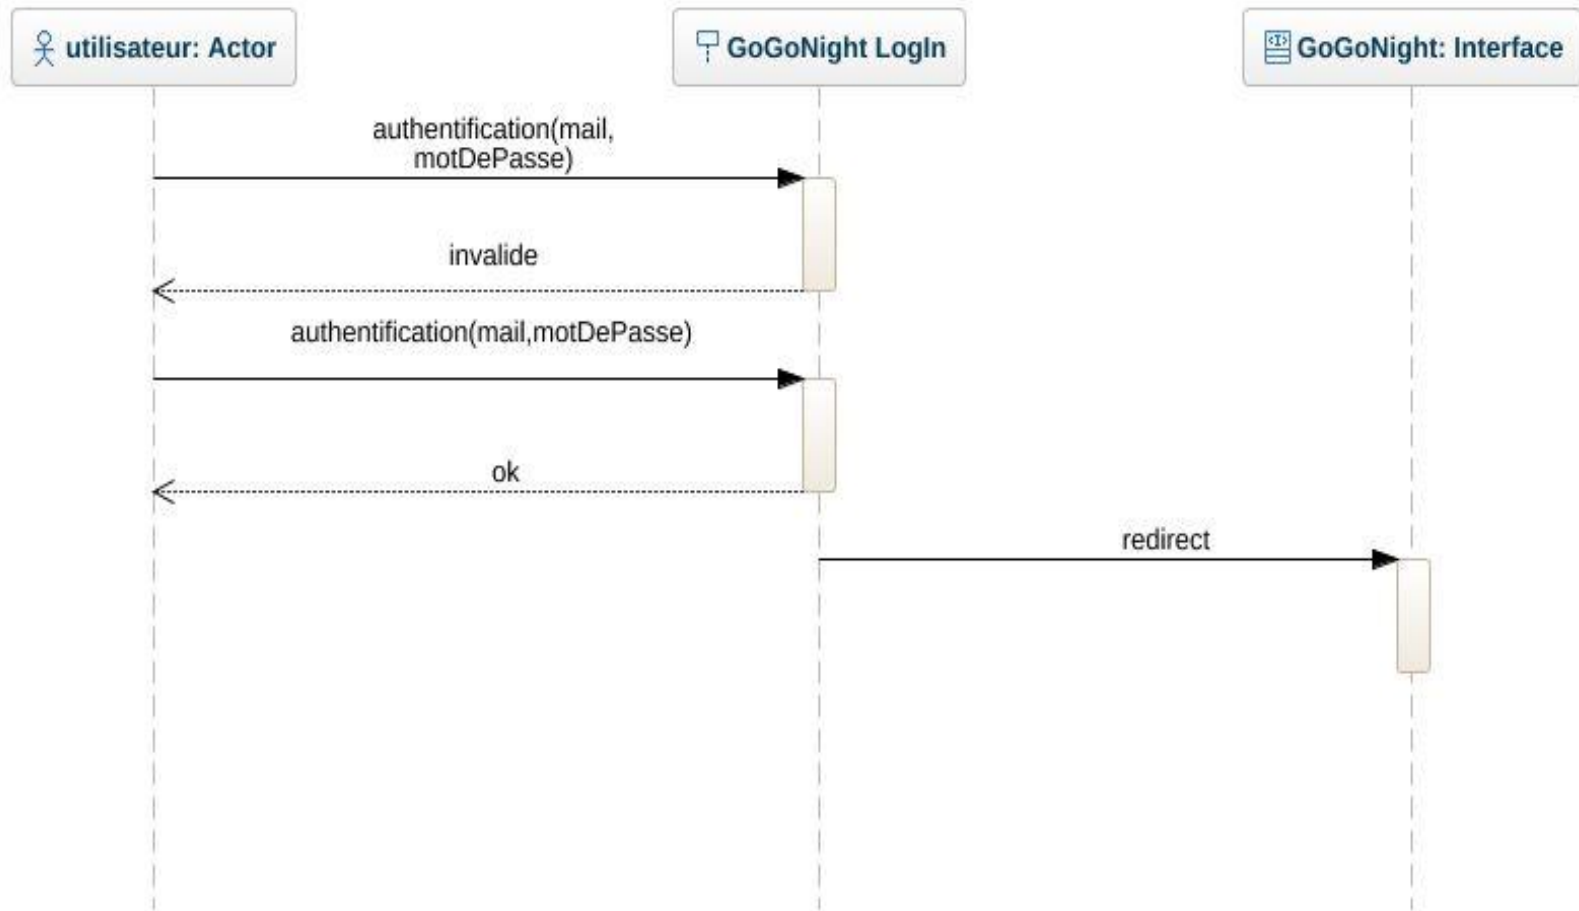 utilisateur: Actor
GoGoNight LogIn
GoGoNight: Interface
authentification(mail,
motDePasse)
invalide
authentification(mail,motDePasse)
ok
redirect